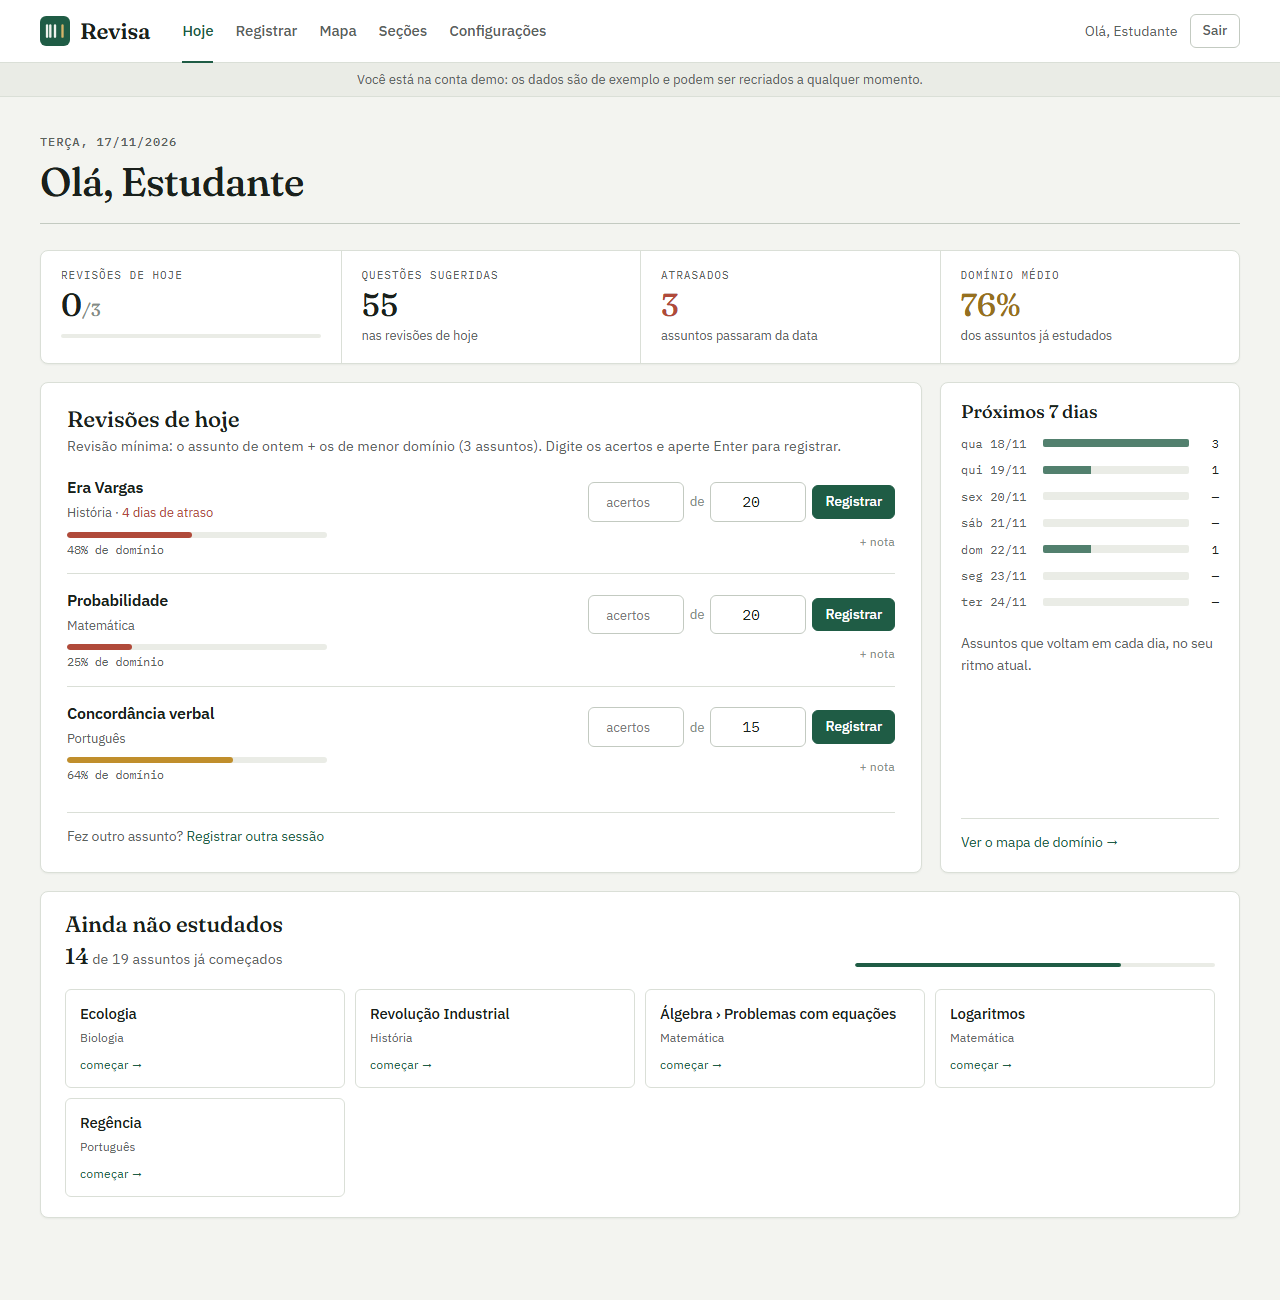 Revisa
Hoje
Registrar
Mapa
Seções
Configurações
Olá, Estudante
Sair
Você está na conta demo: os dados são de exemplo e podem ser recriados a qualquer momento.
TERÇA, 17/11/2026
Olá, Estudante
REVISÕES DE HOJE
0/3
QUESTÕES SUGERIDAS
55
nas revisões de hoje
ATRASADOS
3
assuntos passaram da data
DOMÍNIO MÉDIO
76%
dos assuntos já estudados
Revisões de hoje
Revisão mínima: o assunto de ontem + os de menor domínio (3 assuntos). Digite os acertos e aperte Enter para registrar.
Era Vargas
História · 4 dias de atraso
48% de domínio
acertos de 20 Registrar
+ nota
Probabilidade
Matemática
25% de domínio
acertos de 20 Registrar
+ nota
Concordância verbal
Português
64% de domínio
acertos de 15 Registrar
+ nota
Fez outro assunto? Registrar outra sessão
Próximos 7 dias
qua 18/11 3
qui 19/11 1
sex 20/11 –
sáb 21/11 –
dom 22/11 1
seg 23/11 –
ter 24/11 –
Assuntos que voltam em cada dia, no seu
ritmo atual.
Ver o mapa de domínio →
Ainda não estudados
14 de 19 assuntos já começados
Ecologia
Biologia
começar →
Revolução Industrial
História
começar →
Álgebra › Problemas com equações
Matemática
começar →
Logaritmos
Matemática
começar →
Regência
Português
começar →